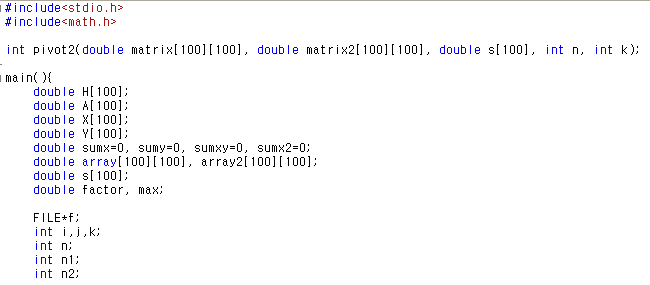 #include<stdio.h>
#include<math.h>
int pivot2(double matrix[100][100], double matrix2[100][100], double s[100], int n, int k);
main(){
double H[100];
double A[100];
double X[100];
double Y[100];
double sumx=0, sumy=0, sumxy=0, sumx2=0;
double array[100][100], array2[100][100];
double s[100];
double factor, max;
FILE*f;
int i,j,k;
int n;
int n1;
int n2;